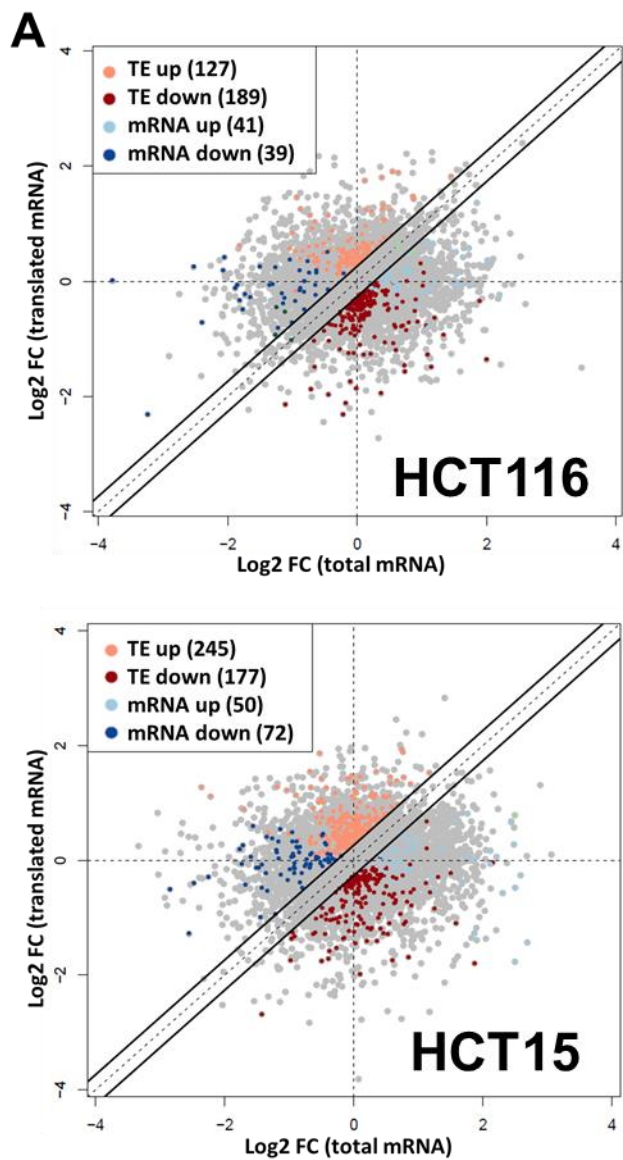 A
TE up (127)
TE down (189)
mRNA up (41)
mRNA down (39)
4
2
0
−2
−4
Log2 FC (translated mRNA)
HCT116
−4 −2 0 2 4
Log2 FC (total mRNA)
TE up (245)
TE down (177)
mRNA up (50)
mRNA down (72)
4
2
0
−2
−4
Log2 FC (translated mRNA)
HCT15
−4 −2 0 2 4
Log2 FC (total mRNA)